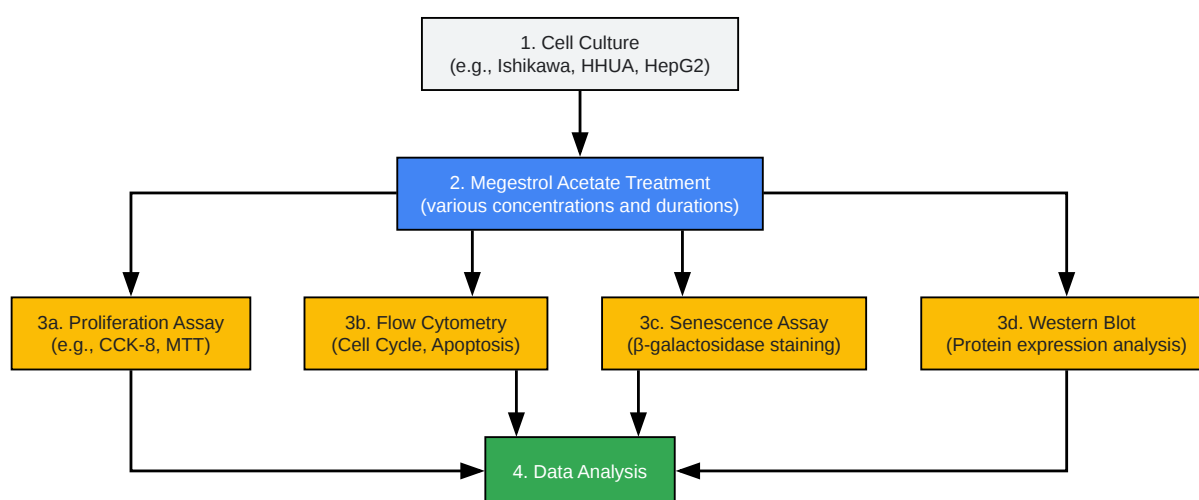 1. Cell Culture
(e.g., Ishikawa, HHUA, HepG2)
2. Megestrol Acetate Treatment
(various concentrations and durations)
3a. Proliferation Assay
(e.g., CCK-8, MTT)
3b. Flow Cytometry
(Cell Cycle, Apoptosis)
3c. Senescence Assay
(β-galactosidase staining)
3d. Western Blot
(Protein expression analysis)
4. Data Analysis